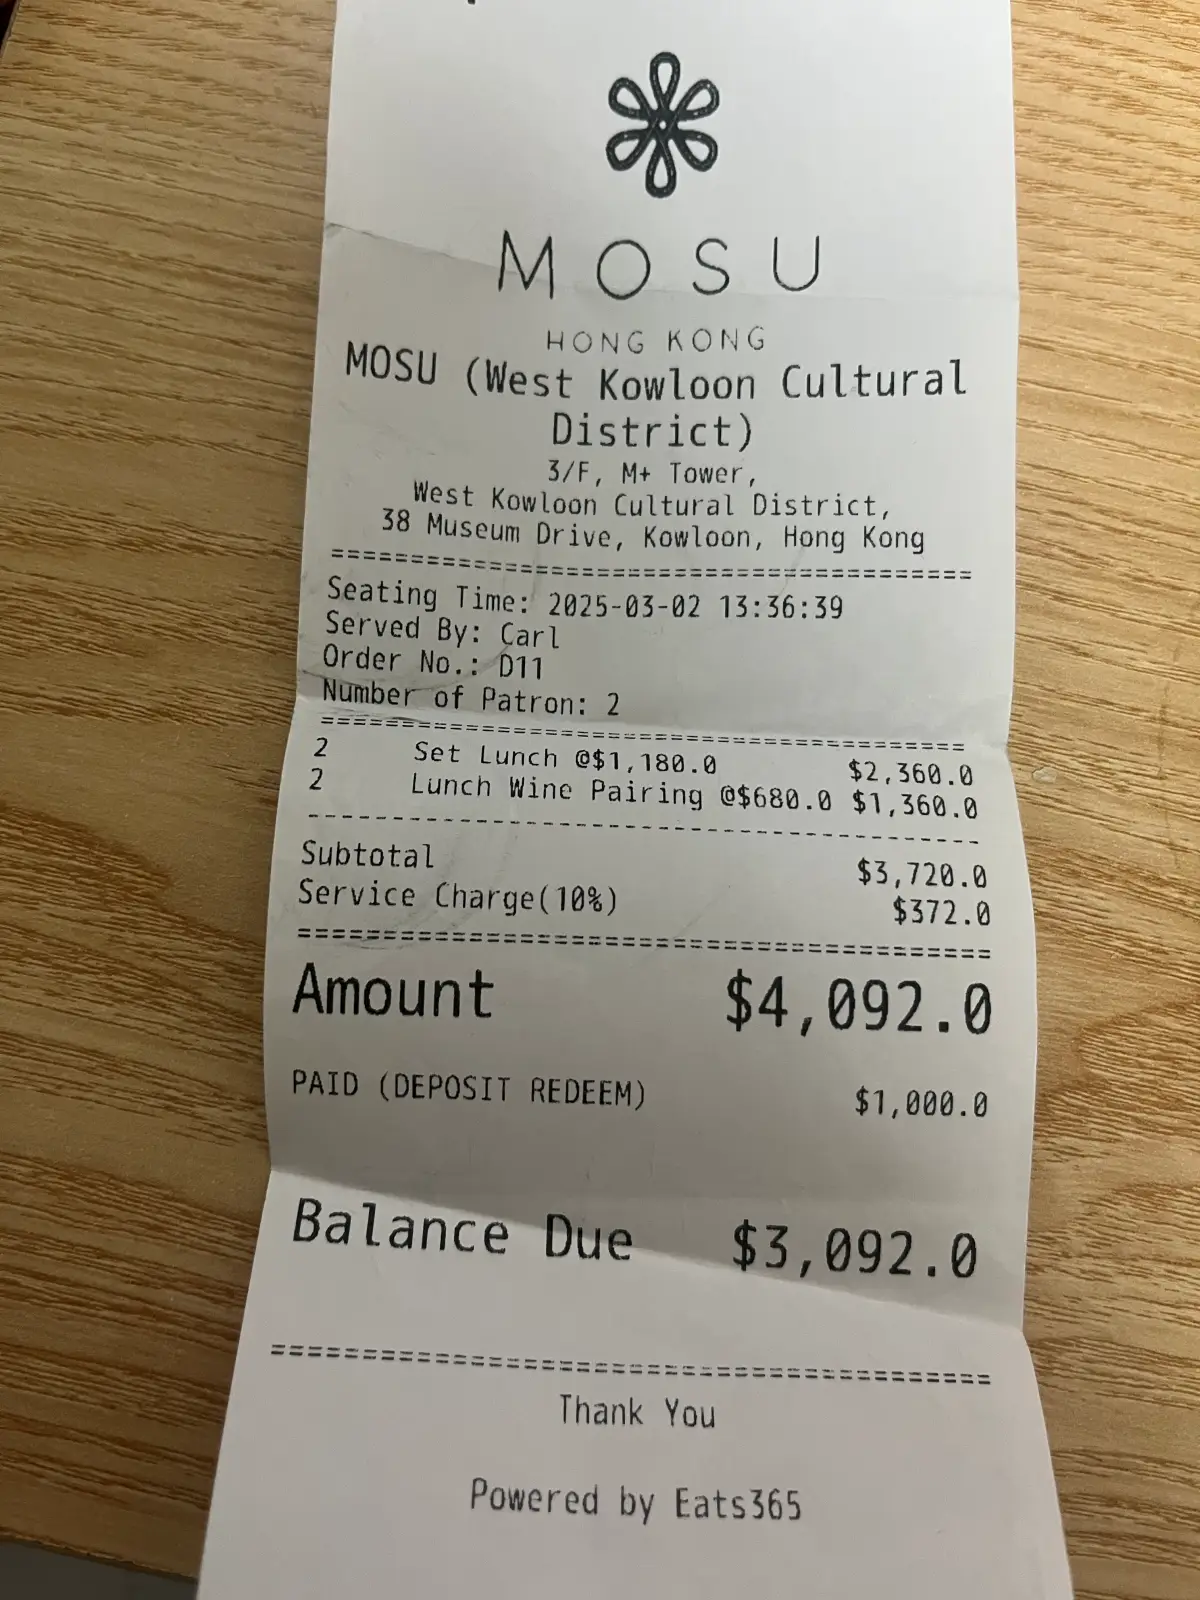 MOSU
HONG KONG
MOSU (West Kowloon Cultural
District)
3/F, M+ Tower,
West Kowloon Cultural District,
38 Museum Drive, Kowloon, Hong Kong
========================================
Seating Time: 2025-03-02 13:36:39
Served By: Carl
Order No.: D11
Number of Patron: 2
========================================
2 Set Lunch @$1,180.0 $2,360.0
2 Lunch Wine Pairing @$680.0 $1,360.0
----------------------------------------
Subtotal $3,720.0
Service Charge(10%) $372.0
========================================
Amount $4,092.0
PAID (DEPOSIT REDEEM) $1,000.0
Balance Due $3,092.0
========================================
Thank You
Powered by Eats365